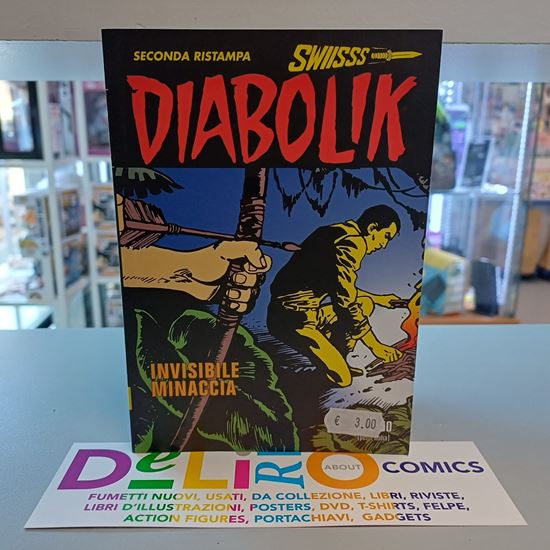 SECONDA RISTAMPA
SWIISSS
DIABOLIK
INVISIBILE
MINACCIA
€ 3.00
DELIRIO
ABOUT
COMICS
FUMETTI NUOVI, USATI, DA COLLEZIONE, LIBRI, RIVISTE,
LIBRI D'ILLUSTRAZIONI, POSTERS, DVD, T-SHIRTS, FELPE,
ACTION FIGURES, PORTACHIAVI, GADGETS